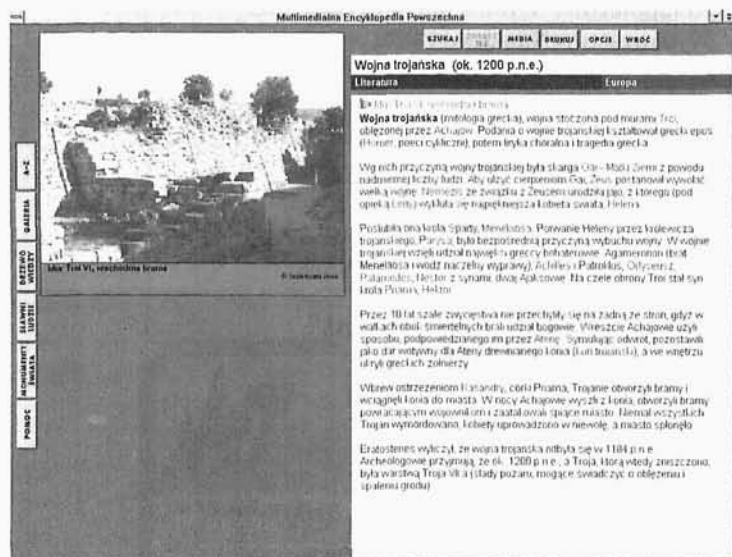 Multimedialna Encyklopedia Powszechna
SZUKAJ
MEDIA
DRUKUJ
OPCJE
WRÓĆ
A-Z
GALERIA
DRZEWO WIEDZY
SŁAWNI LUDZIE
MONUMENTY ŚWIATA
POMOC
Troi VI, wschodnia brama
Wojna trojańska (ok. 1200 p.n.e.)
Literatura Europa
Wojna trojańska (mitologia grecka), wojna stoczona pod murami Troi,
oblężonej przez Achajów. Podania o wojnie trojańskiej kształtował grecki epos
(Homer, poeci cykliczni), potem liryka choralna i tragedia grecka.
Wg nich przyczyną wojny trojańskiej była skarga Gai - Matki Ziemi z powodu
nadmiernej liczby ludzi. Aby ulżyć cierpieniom Gai, Zeus postanowił wywołać
wielką wojnę. Nemezis ze związku z Zeusem urodziła jajo, z którego (pod
opieką Ledy) wykluła się najpiękniejsza kobieta świata, Helena.
Poślubiła ona króla Sparty, Menelaosa. Porwanie Heleny przez królewicza
trojańskiego, Parysa, było bezpośrednią przyczyną wybuchu wojny. W wojnie
trojańskiej wzięli udział najwięksi greccy bohaterowie: Agamemnon (brat
Menelaosa i wódz naczelny wyprawy), Achilles i Patroklos, Odyseusz,
Palamedes, Nestor z synami, dwaj Ajaksowie. Na czele obrony Troi stał syn
króla Priama, Hektor.
Przez 10 lat szale zwycięstwa nie przechyliły się na żadną ze stron, gdyż w
walkach obok śmiertelnych brali udział bogowie. Wreszcie Achajowie użyli
sposobu, podpowiedzianego im przez Atenę. Symulując odwrót, pozostawili
jako dar wotywny dla Ateny drewnianego konia (koń trojański), a we wnętrzu
ukryli greckich żołnierzy.
Wbrew ostrzeżeniom Kasandry, córki Priama, Trojanie otworzyli bramy i
wciągnęli konia do miasta. W nocy Achajowie wyszli z konia, otworzyli bramy
powracającym wojownikom i zaatakowali śpiące miasto. Niemal wszystkich
Trojan wymordowano, kobiety uprowadzono w niewolę, a miasto spłonęło.
Eratostenes wyliczył, że wojna trojańska odbyła się w 1184 p.n.e.
Archeologowie przyjmują, że ok. 1200 p.n.e., a Troja, którą wtedy zniszczono,
była warstwą Troja VII a (ślady pożaru, mogące świadczyć o oblężeniu i
spaleniu grodu).